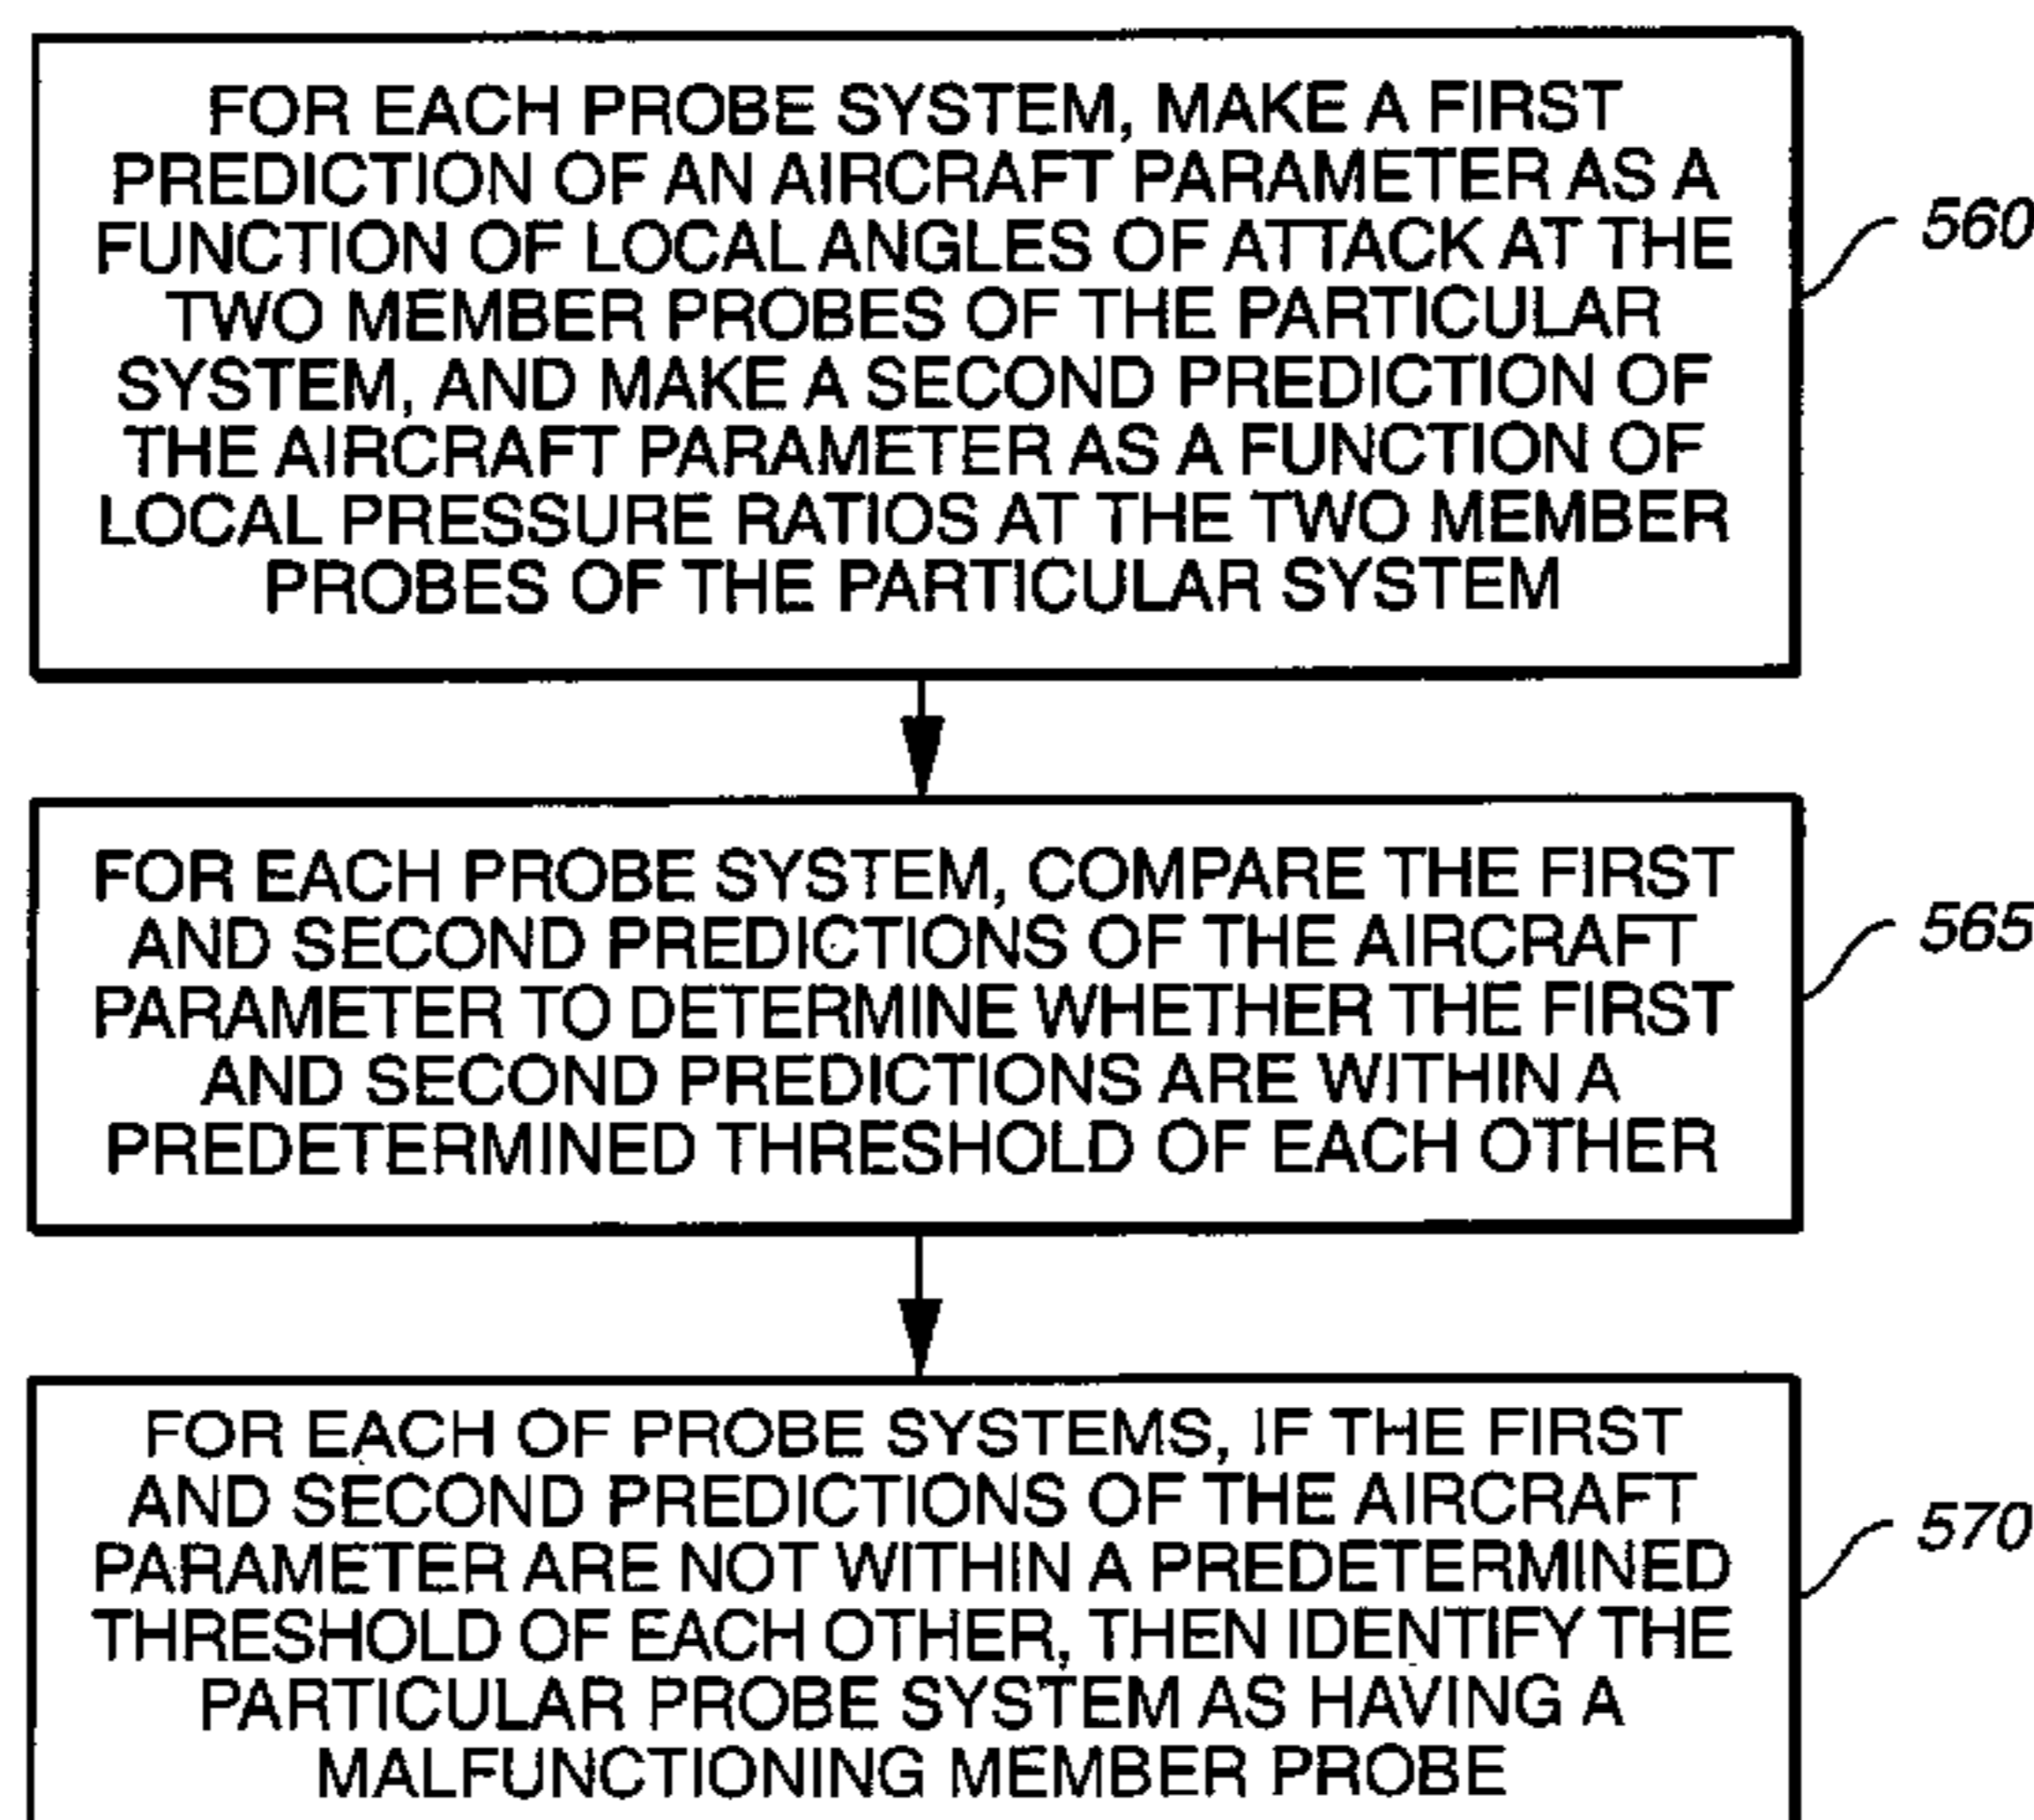 FOR EACH PROBE SYSTEM, MAKE A FIRST
PREDICTION OF AN AIRCRAFT PARAMETER AS A
FUNCTION OF LOCAL ANGLES OF ATTACK AT THE
TWO MEMBER PROBES OF THE PARTICULAR
SYSTEM, AND MAKE A SECOND PREDICTION OF
THE AIRCRAFT PARAMETER AS A FUNCTION OF
LOCAL PRESSURE RATIOS AT THE TWO MEMBER
PROBES OF THE PARTICULAR SYSTEM
560
FOR EACH PROBE SYSTEM, COMPARE THE FIRST
AND SECOND PREDICTIONS OF THE AIRCRAFT
PARAMETER TO DETERMINE WHETHER THE FIRST
AND SECOND PREDICTIONS ARE WITHIN A
PREDETERMINED THRESHOLD OF EACH OTHER
565
FOR EACH OF PROBE SYSTEMS, IF THE FIRST
AND SECOND PREDICTIONS OF THE AIRCRAFT
PARAMETER ARE NOT WITHIN A PREDETERMINED
THRESHOLD OF EACH OTHER, THEN IDENTIFY THE
PARTICULAR PROBE SYSTEM AS HAVING A
MALFUNCTIONING MEMBER PROBE
570